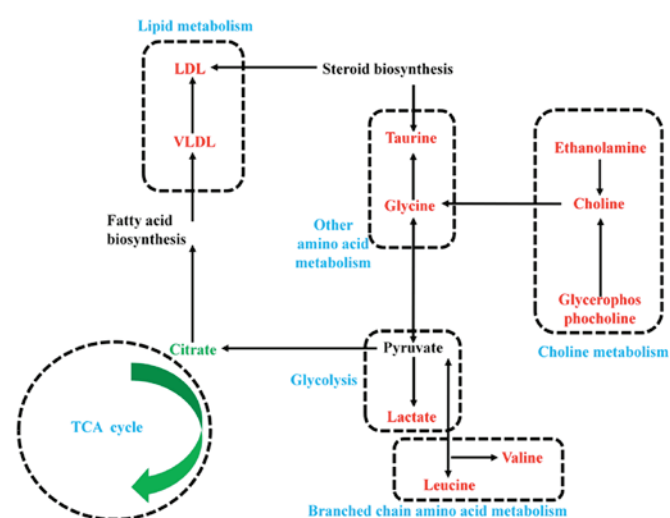 Lipid metabolism
LDL
Steroid biosynthesis
VLDL
Taurine
Ethanolamine
Glycine
Choline
Fatty acid
biosynthesis
Other
amino acid
metabolism
Glycerophos
phocholine
Citrate
Pyruvate
Choline metabolism
Glycolysis
Lactate
TCA cycle
Valine
Leucine
Branched chain amino acid metabolism